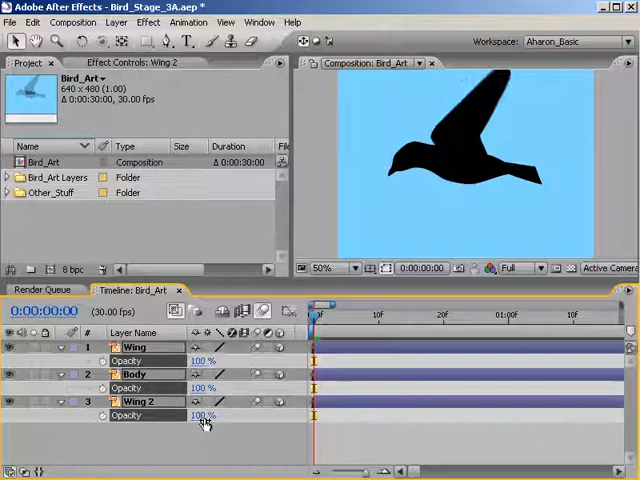 Adobe After Effects - Bird_Stage_3A.aep *
File Edit Composition Layer Effect Animation View Window Help
Workspace: Aharon_Basic
Project Effect Controls: Wing 2
Composition: Bird_Art
Bird_Art
640 x 480 (1.00)
Δ 0:00:30:00, 30.00 fps
Name Type Size Duration
Bird_Art Composition Δ 0:00:30:00
Bird_Art Layers Folder
Other_Stuff Folder
8 bpc
50% 0:00:00:00 Full Active Camera
Render Queue Timeline: Bird_Art
0:00:00:00 (30.00 fps)
10F 20F 01:00F 10F
# Layer Name
1 Wing
Opacity 100 %
2 Body
Opacity 100 %
3 Wing 2
Opacity 100 %